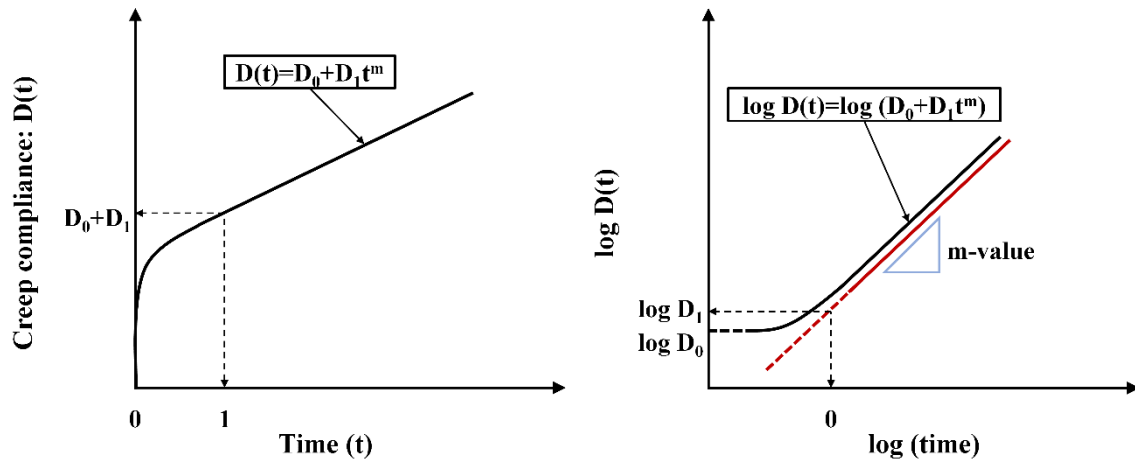 Creep compliance: D(t)
D(t)=D₀+D₁tᵐ
D₀+D₁
0
1
Time (t)
log D(t)
log D(t)=log (D₀+D₁tᵐ)
m-value
log D₁
log D₀
0
log (time)